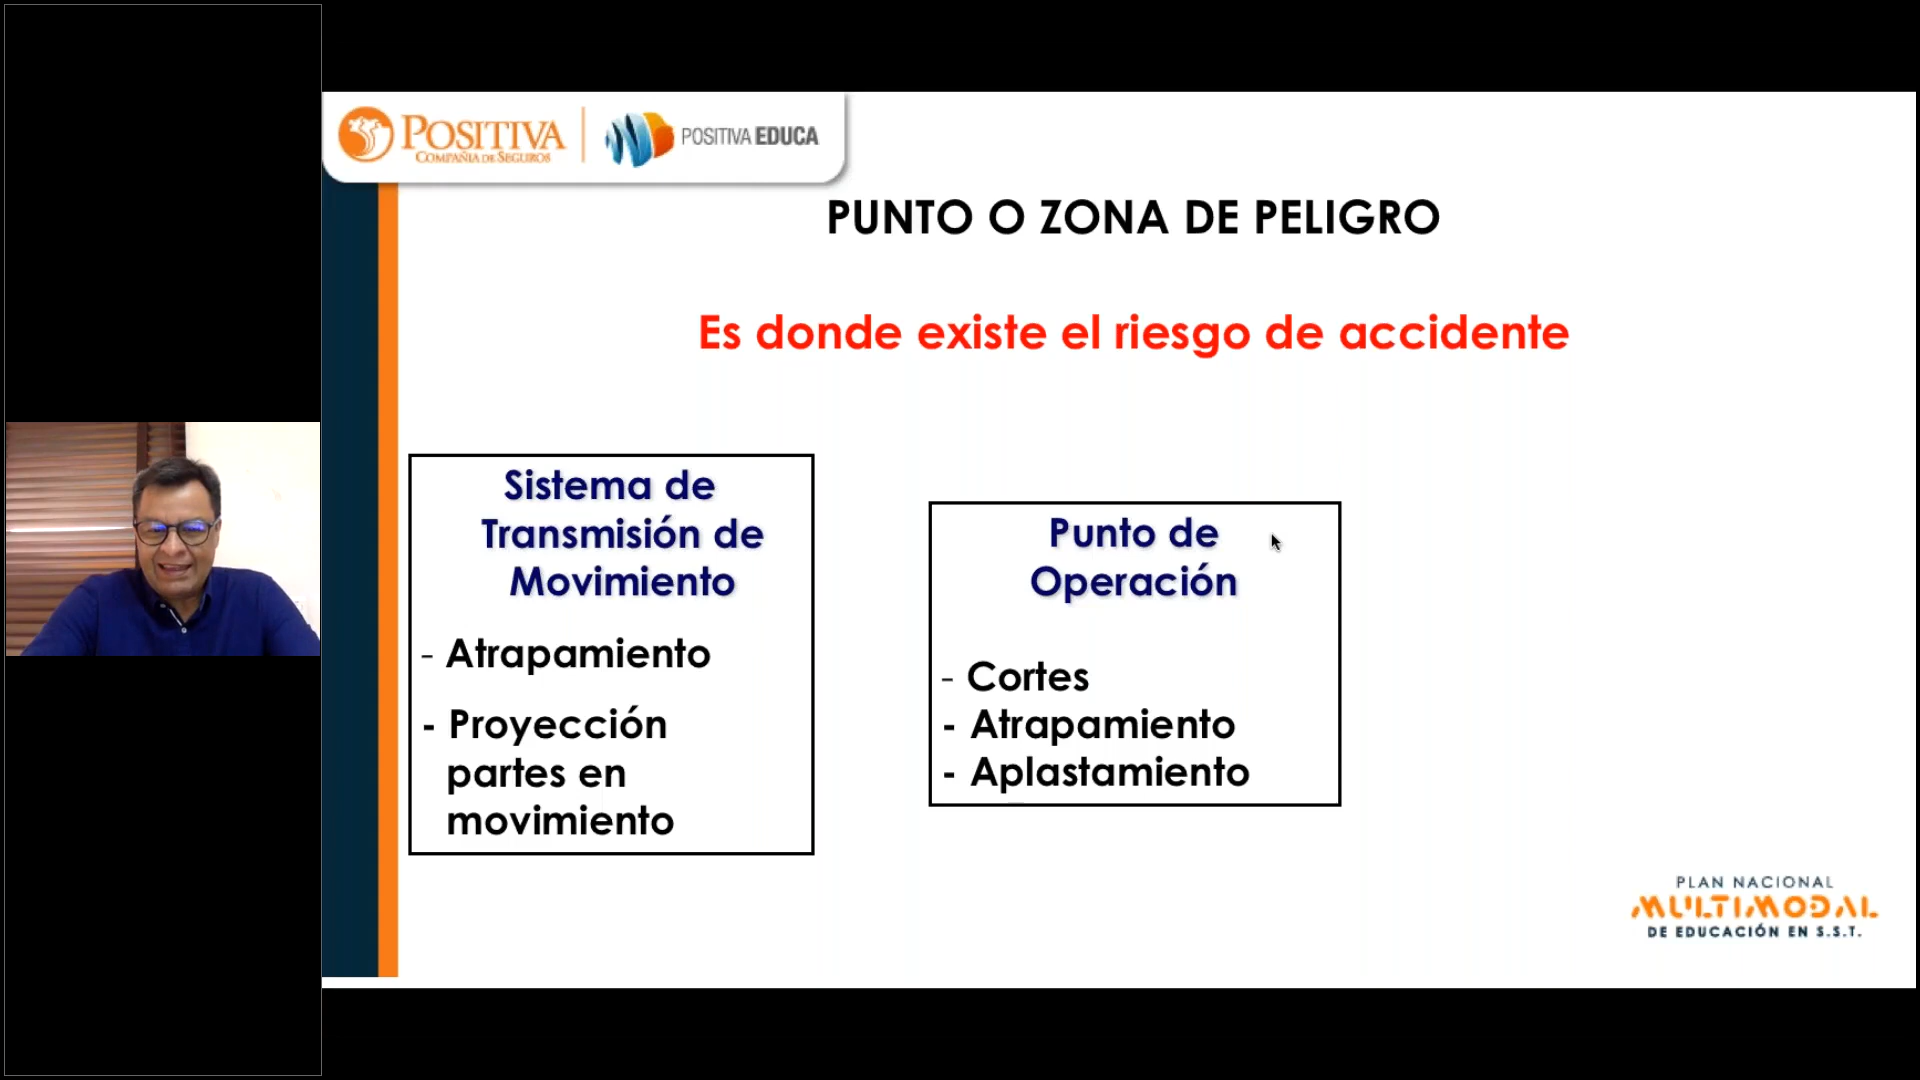 POSITIVA
COMPAÑIA DE SEGUROS
POSITIVA EDUCA
PUNTO O ZONA DE PELIGRO
Es donde existe el riesgo de accidente
Sistema de
Transmisión de
Movimiento
- Atrapamiento
- Proyección
partes en
movimiento
Punto de
Operación
- Cortes
- Atrapamiento
- Aplastamiento
PLAN NACIONAL
MULTIMODAL
DE EDUCACIÓN EN S.S.T.